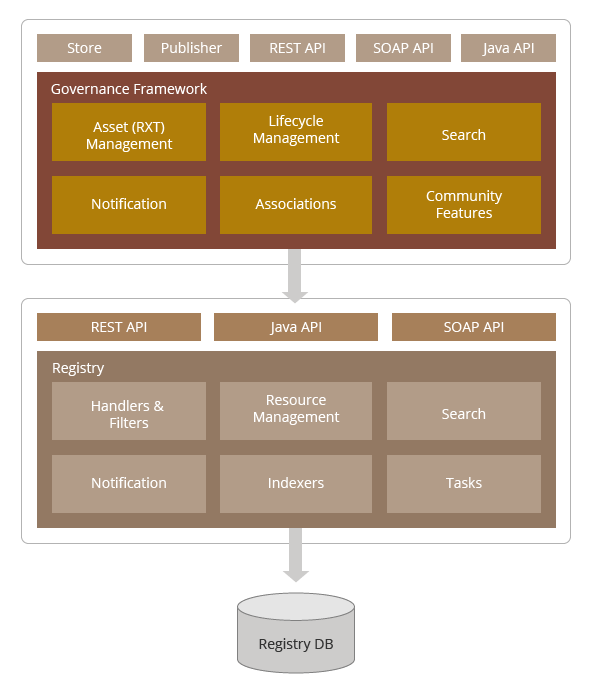 Store
Publisher
REST API
SOAP API
Java API
Governance Framework
Asset (RXT)
Management
Lifecycle
Management
Search
Notification
Associations
Community
Features
REST API
Java API
SOAP API
Registry
Handlers &
Filters
Resource
Management
Search
Notification
Indexers
Tasks
Registry DB